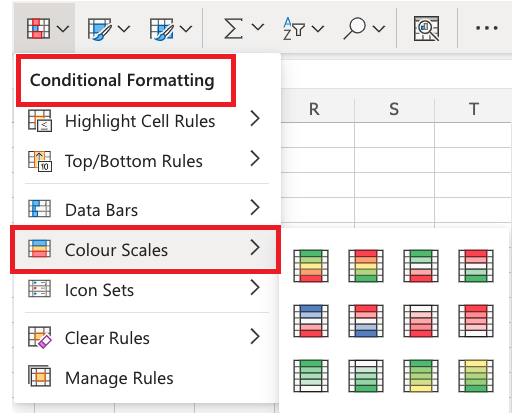 Conditional Formatting
R S T
Highlight Cell Rules
Top/Bottom Rules
Data Bars
Colour Scales
Icon Sets
Clear Rules
Manage Rules